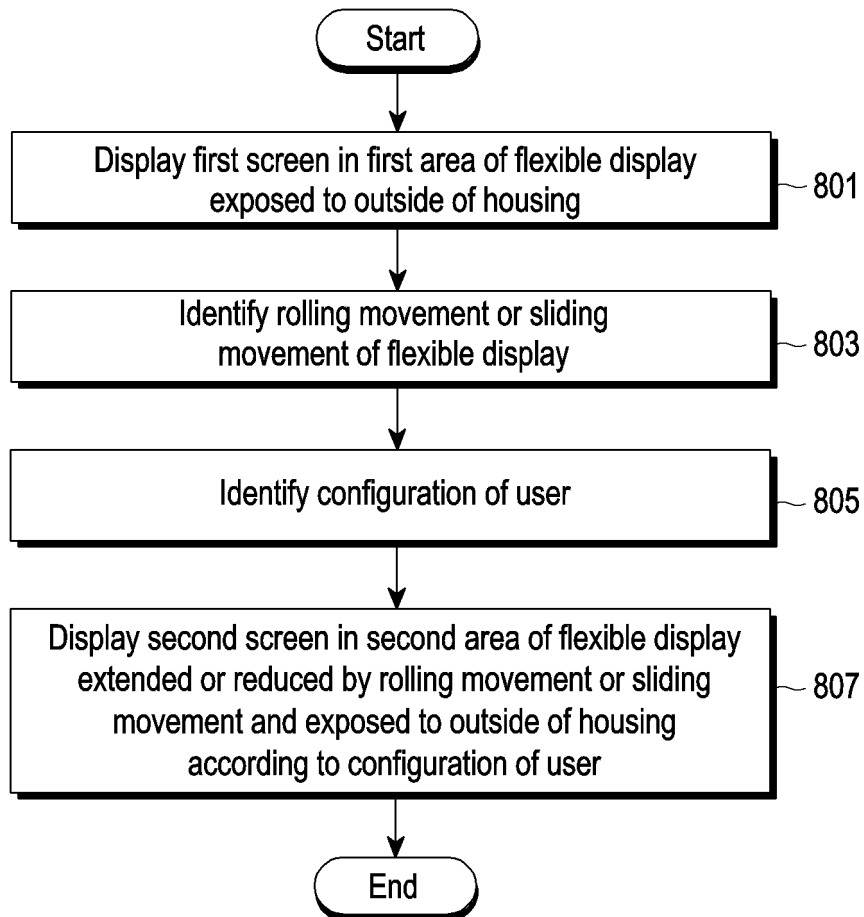 Start
Display first screen in first area of flexible display
exposed to outside of housing
801
Identify rolling movement or sliding
movement of flexible display
803
Identify configuration of user
805
Display second screen in second area of flexible display
extended or reduced by rolling movement or sliding
movement and exposed to outside of housing
according to configuration of user
807
End